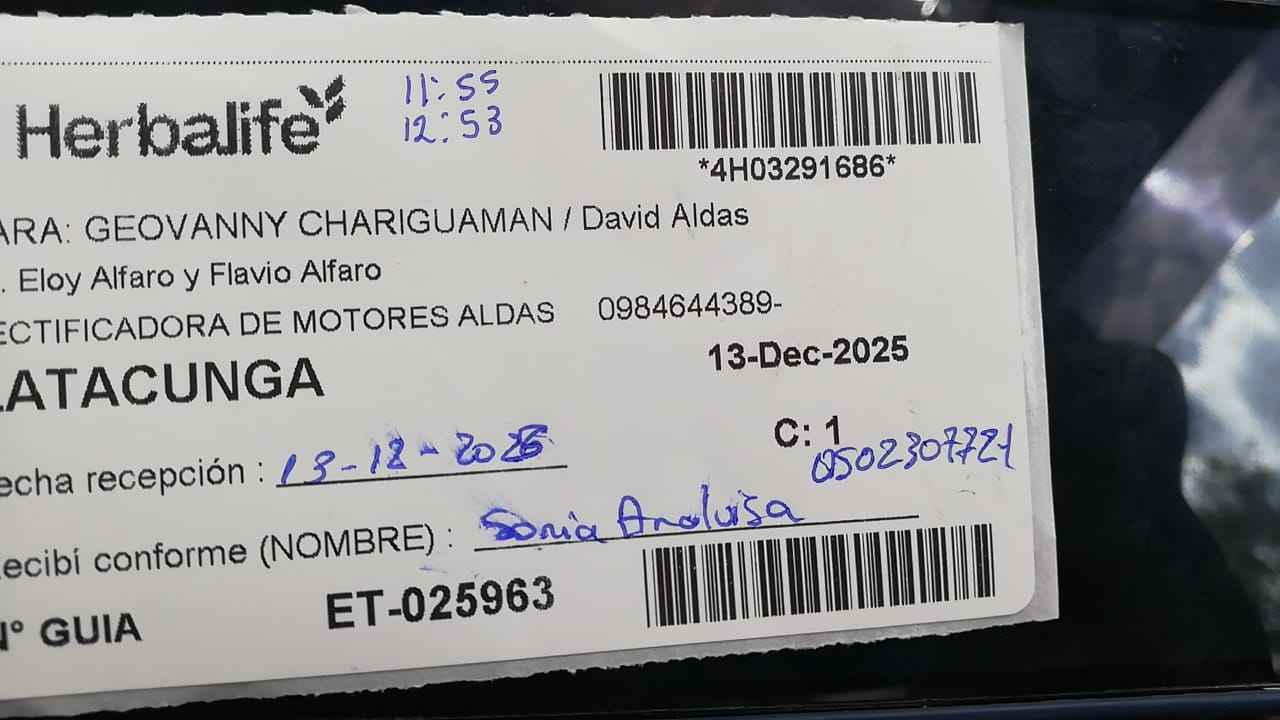 Herbalife
11:55
12:53
*4H03291686*
ARA: GEOVANNY CHARIGUAMAN / David Aldas
. Eloy Alfaro y Flavio Alfaro
ECTIFICADORA DE MOTORES ALDAS 0984644389-
13-Dec-2025
LATACUNGA
C: 1
0502307721
echa recepción : 13-12-2025
ecibí conforme (NOMBRE) : Sonia Analuisa
N° GUIA ET-025963